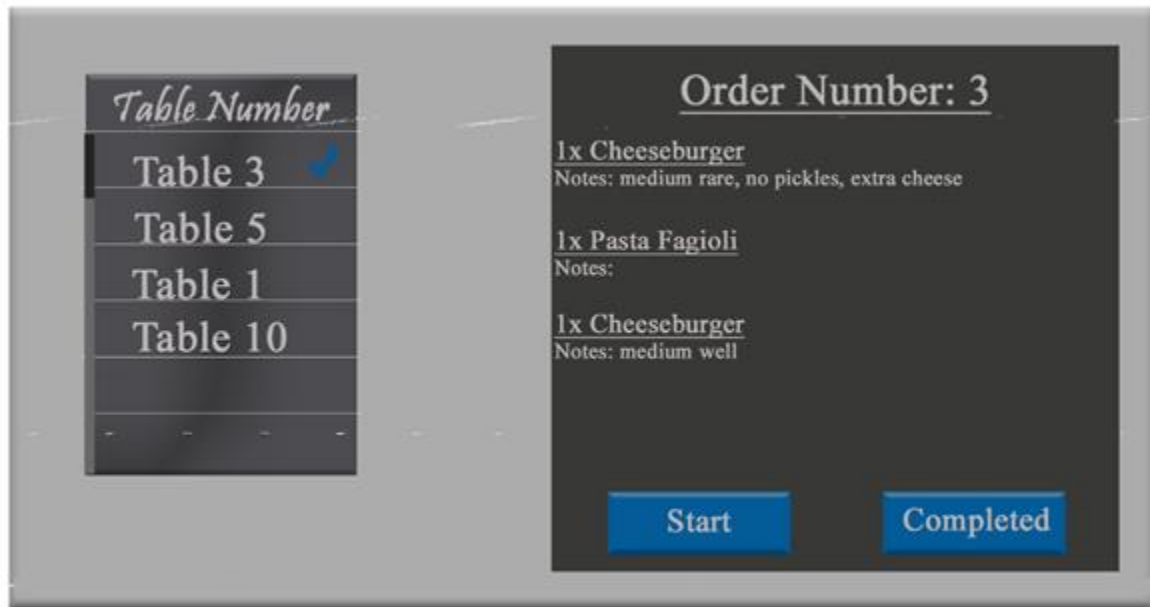 Table Number
Table 3
Table 5
Table 1
Table 10
Order Number: 3
1x Cheeseburger
Notes: medium rare, no pickles, extra cheese
1x Pasta Fagioli
Notes:
1x Cheeseburger
Notes: medium well
Start
Completed